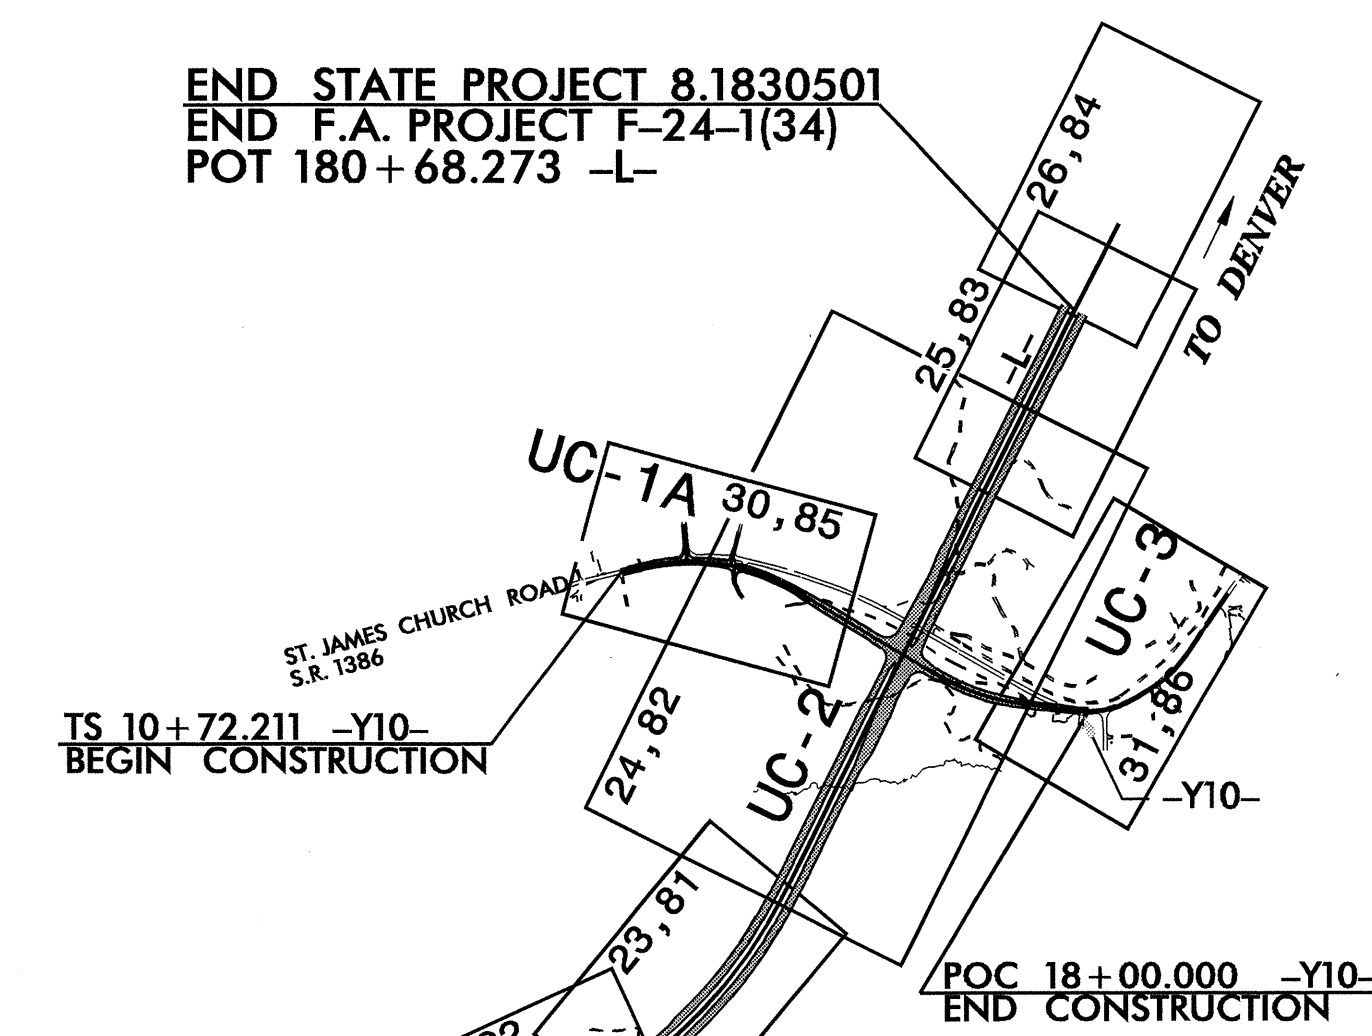 END STATE PROJECT 8.1830501
END F.A. PROJECT F–24–1(34)
POT 180+68.273 –L–
26,84
TO DENVER
25,83
–L–
UC-1A
30,85
UC-3
ST. JAMES CHURCH ROAD
S.R. 1386
TS 10+72.211 –Y10–
BEGIN CONSTRUCTION
24,82
UC-2
31,86
–Y10–
23,81
POC 18+00.000 –Y10–
END CONSTRUCTION